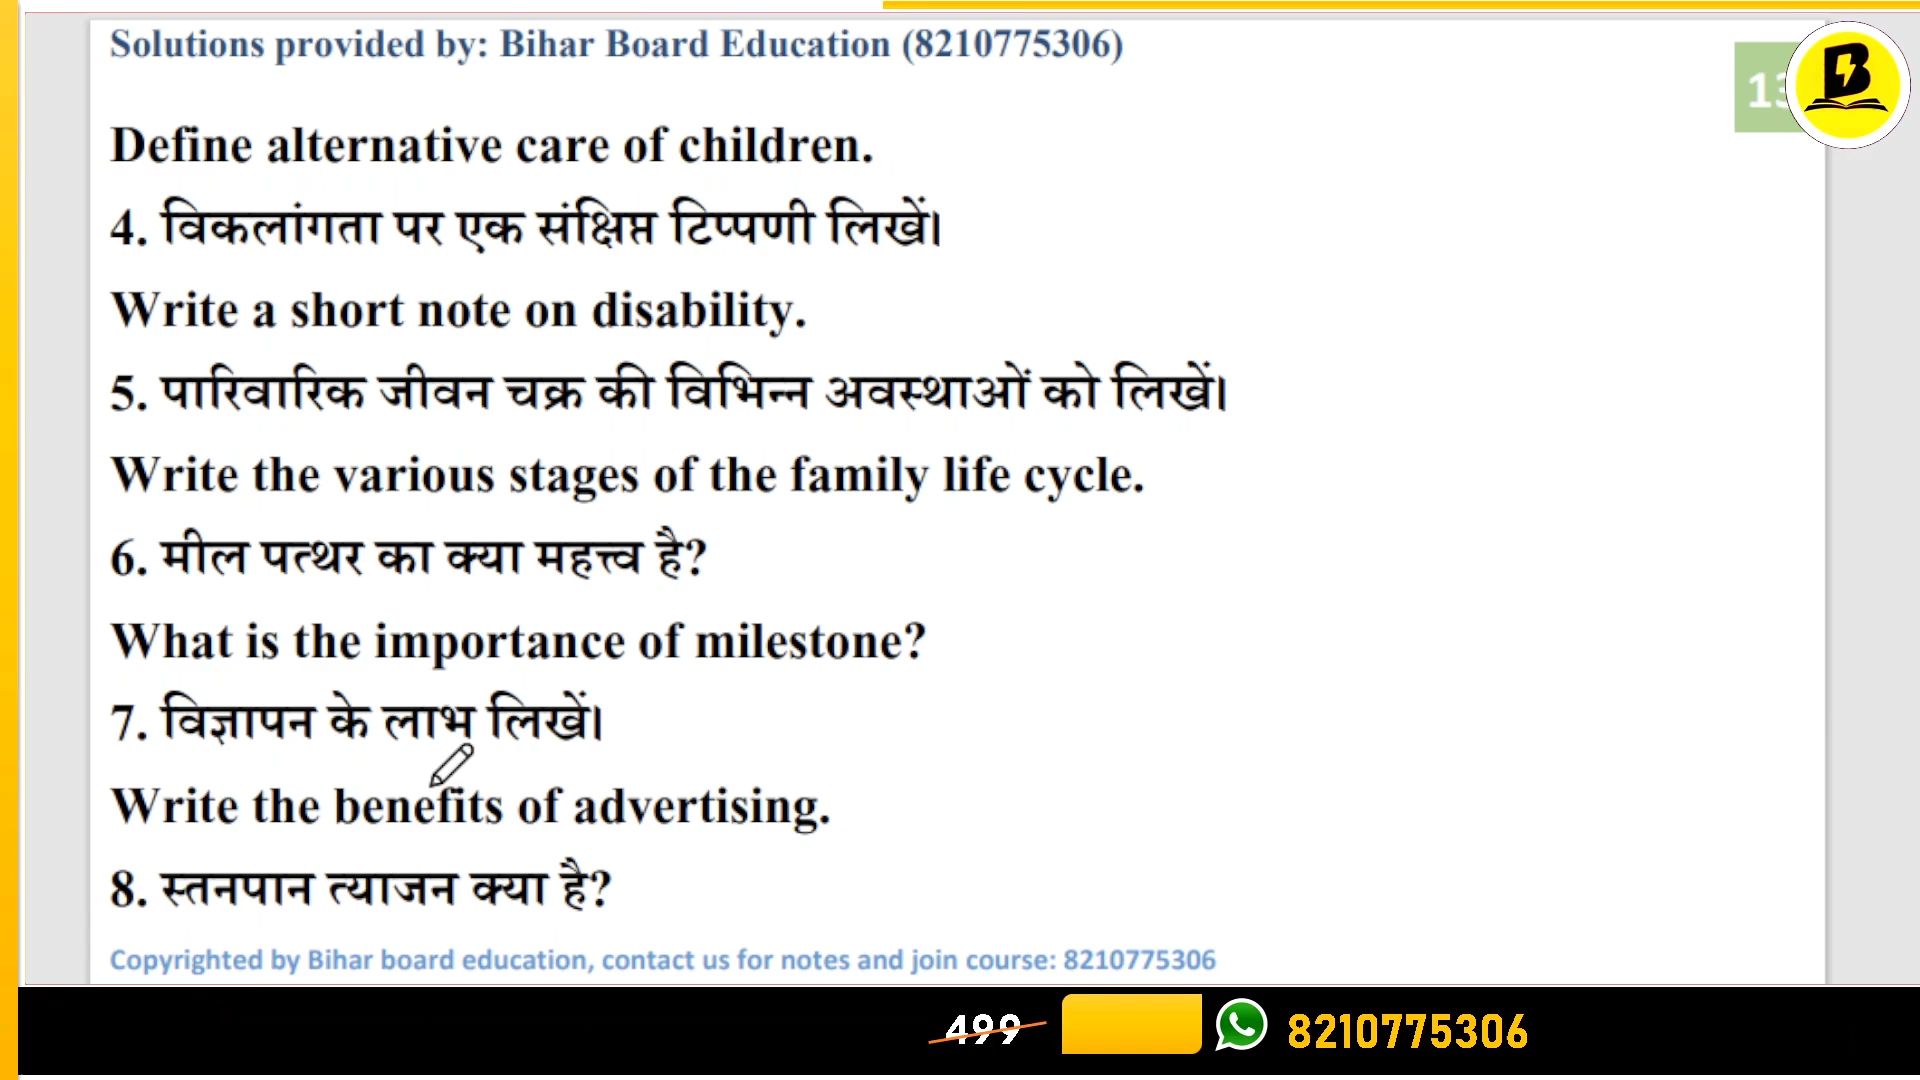 Solutions provided by: Bihar Board Education (8210775306)
Define alternative care of children.
4. विकलांगता पर एक संक्षिप्त टिप्पणी लिखें।
Write a short note on disability.
5. पारिवारिक जीवन चक्र की विभिन्न अवस्थाओं को लिखें।
Write the various stages of the family life cycle.
6. मील पत्थर का क्या महत्त्व है?
What is the importance of milestone?
7. विज्ञापन के लाभ लिखें।
Write the benefits of advertising.
8. स्तनपान त्याजन क्या है?
Copyrighted by Bihar board education, contact us for notes and join course: 8210775306
499 8210775306